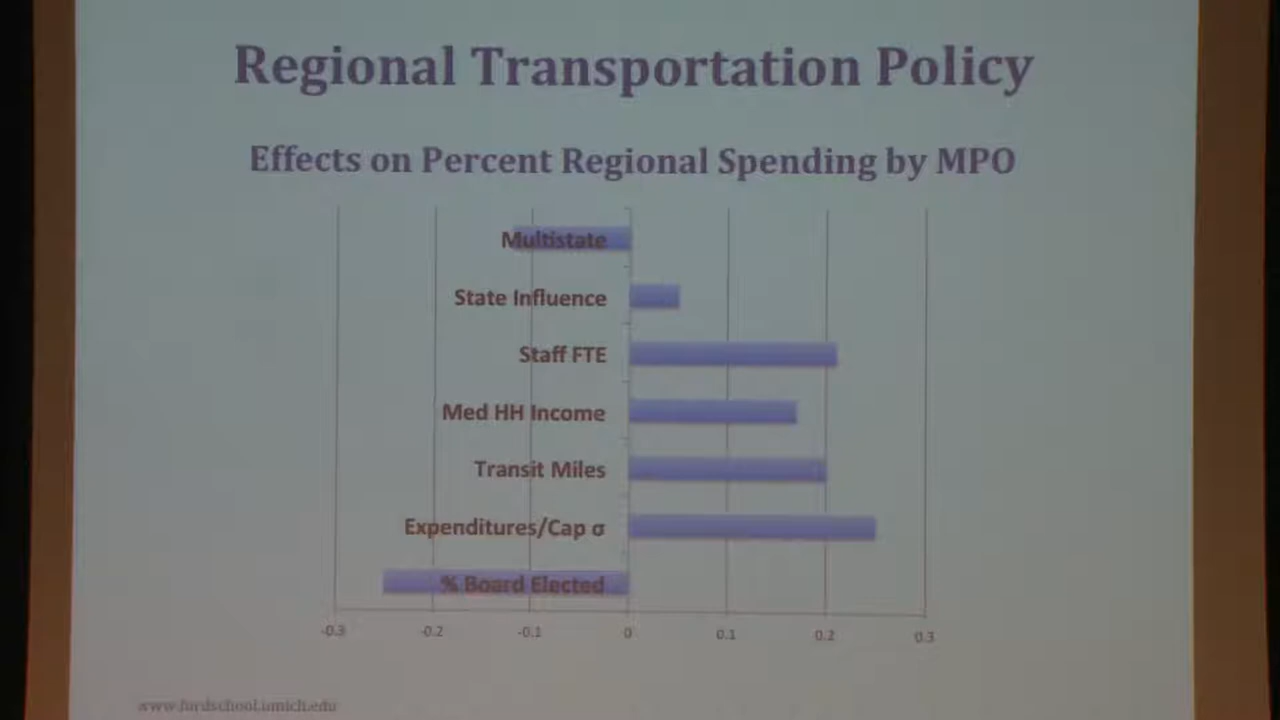 Regional Transportation Policy
Effects on Percent Regional Spending by MPO
Multistate
State Influence
Staff FTE
Med HH Income
Transit Miles
Expenditures/Cap σ
% Board Elected
-0.3 -0.2 -0.1 0 0.1 0.2 0.3
www.fordschool.umich.edu